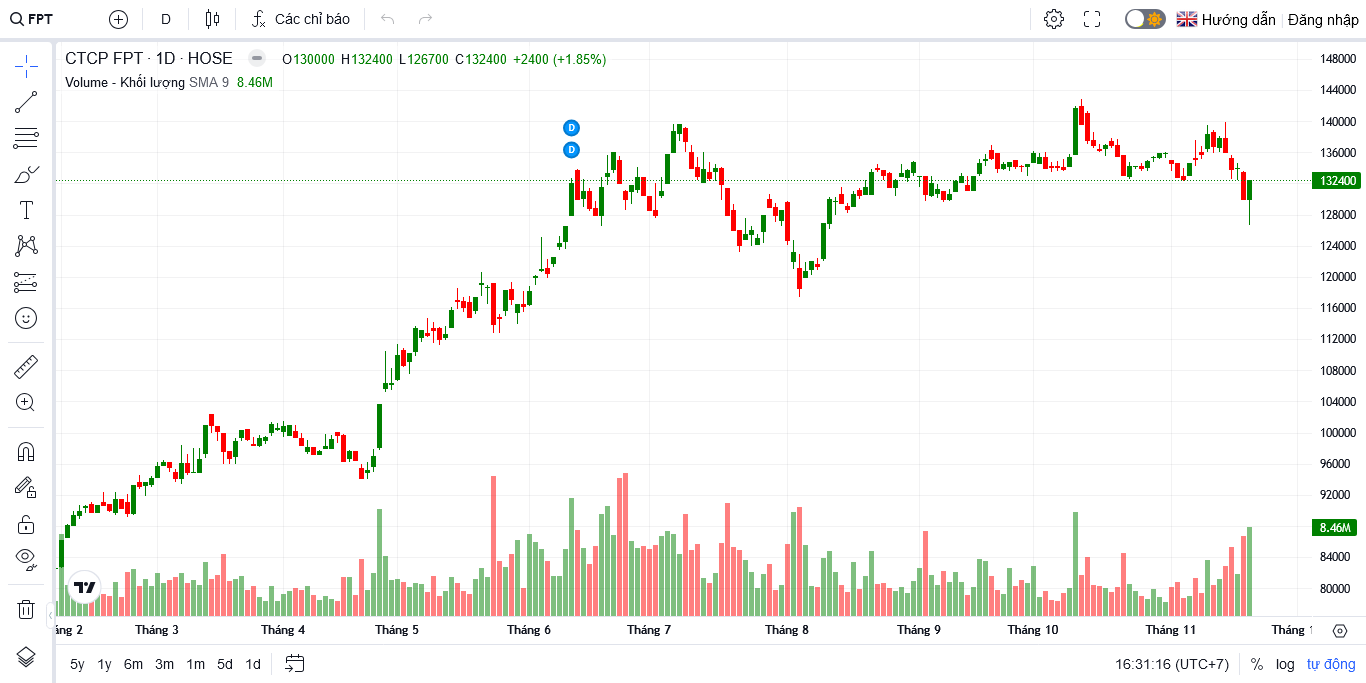 FPT D Các chỉ báo Hướng dẫn Đăng nhập
CTCP FPT · 1D · HOSE O130000 H132400 L126700 C132400 +2400 (+1.85%)
Volume - Khối lượng SMA 9 8.46M
D
D
148000
144000
140000
136000
132400
128000
124000
120000
116000
112000
108000
104000
100000
96000
92000
8.46M
84000
80000
T
áng 2 Tháng 3 Tháng 4 Tháng 5 Tháng 6 Tháng 7 Tháng 8 Tháng 9 Tháng 10 Tháng 11 Tháng 1
5y 1y 6m 3m 1m 5d 1d 16:31:16 (UTC+7) % log tự động